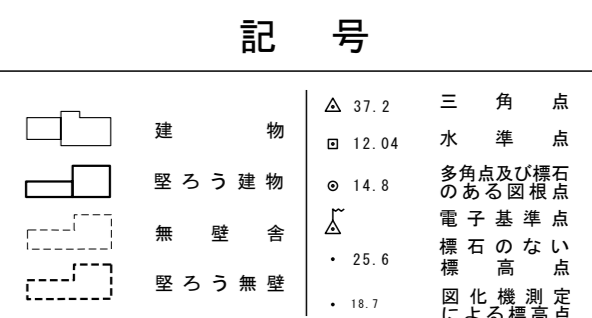 記号
建物
堅ろう建物
無壁舎
堅ろう無壁
37.2 三角点
12.04 水準点
14.8 多角点及び標石
のある図根点
電子基準点
25.6 標石のない
標高点
18.7 図化機測定
による標高点